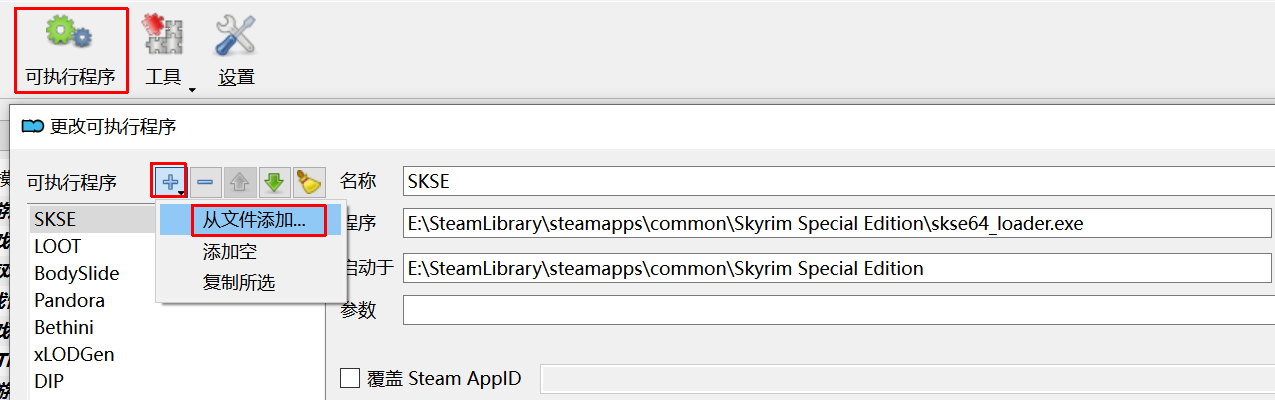 可执行程序
工具
设置
更改可执行程序
可执行程序
名称
SKSE
SKSE
从文件添加...
程序
E:\SteamLibrary\steamapps\common\Skyrim Special Edition\skse64_loader.exe
LOOT
添加空
BodySlide
启动于
E:\SteamLibrary\steamapps\common\Skyrim Special Edition
复制所选
Pandora
参数
Bethini
xLODGen
DIP
覆盖 Steam AppID